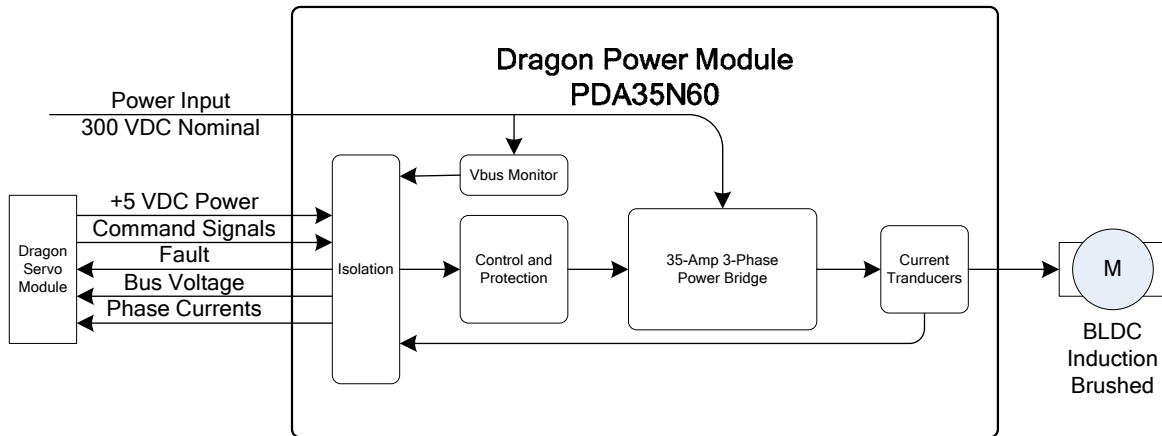 Dragon Power Module
PDA35N60
Power Input
300 VDC Nominal
Vbus Monitor
+5 VDC Power
Command Signals
Fault
Bus Voltage
Phase Currents
Dragon
Servo
Module
Isolation
Control and
Protection
35-Amp 3-Phase
Power Bridge
Current
Tranducers
M
BLDC
Induction
Brushed